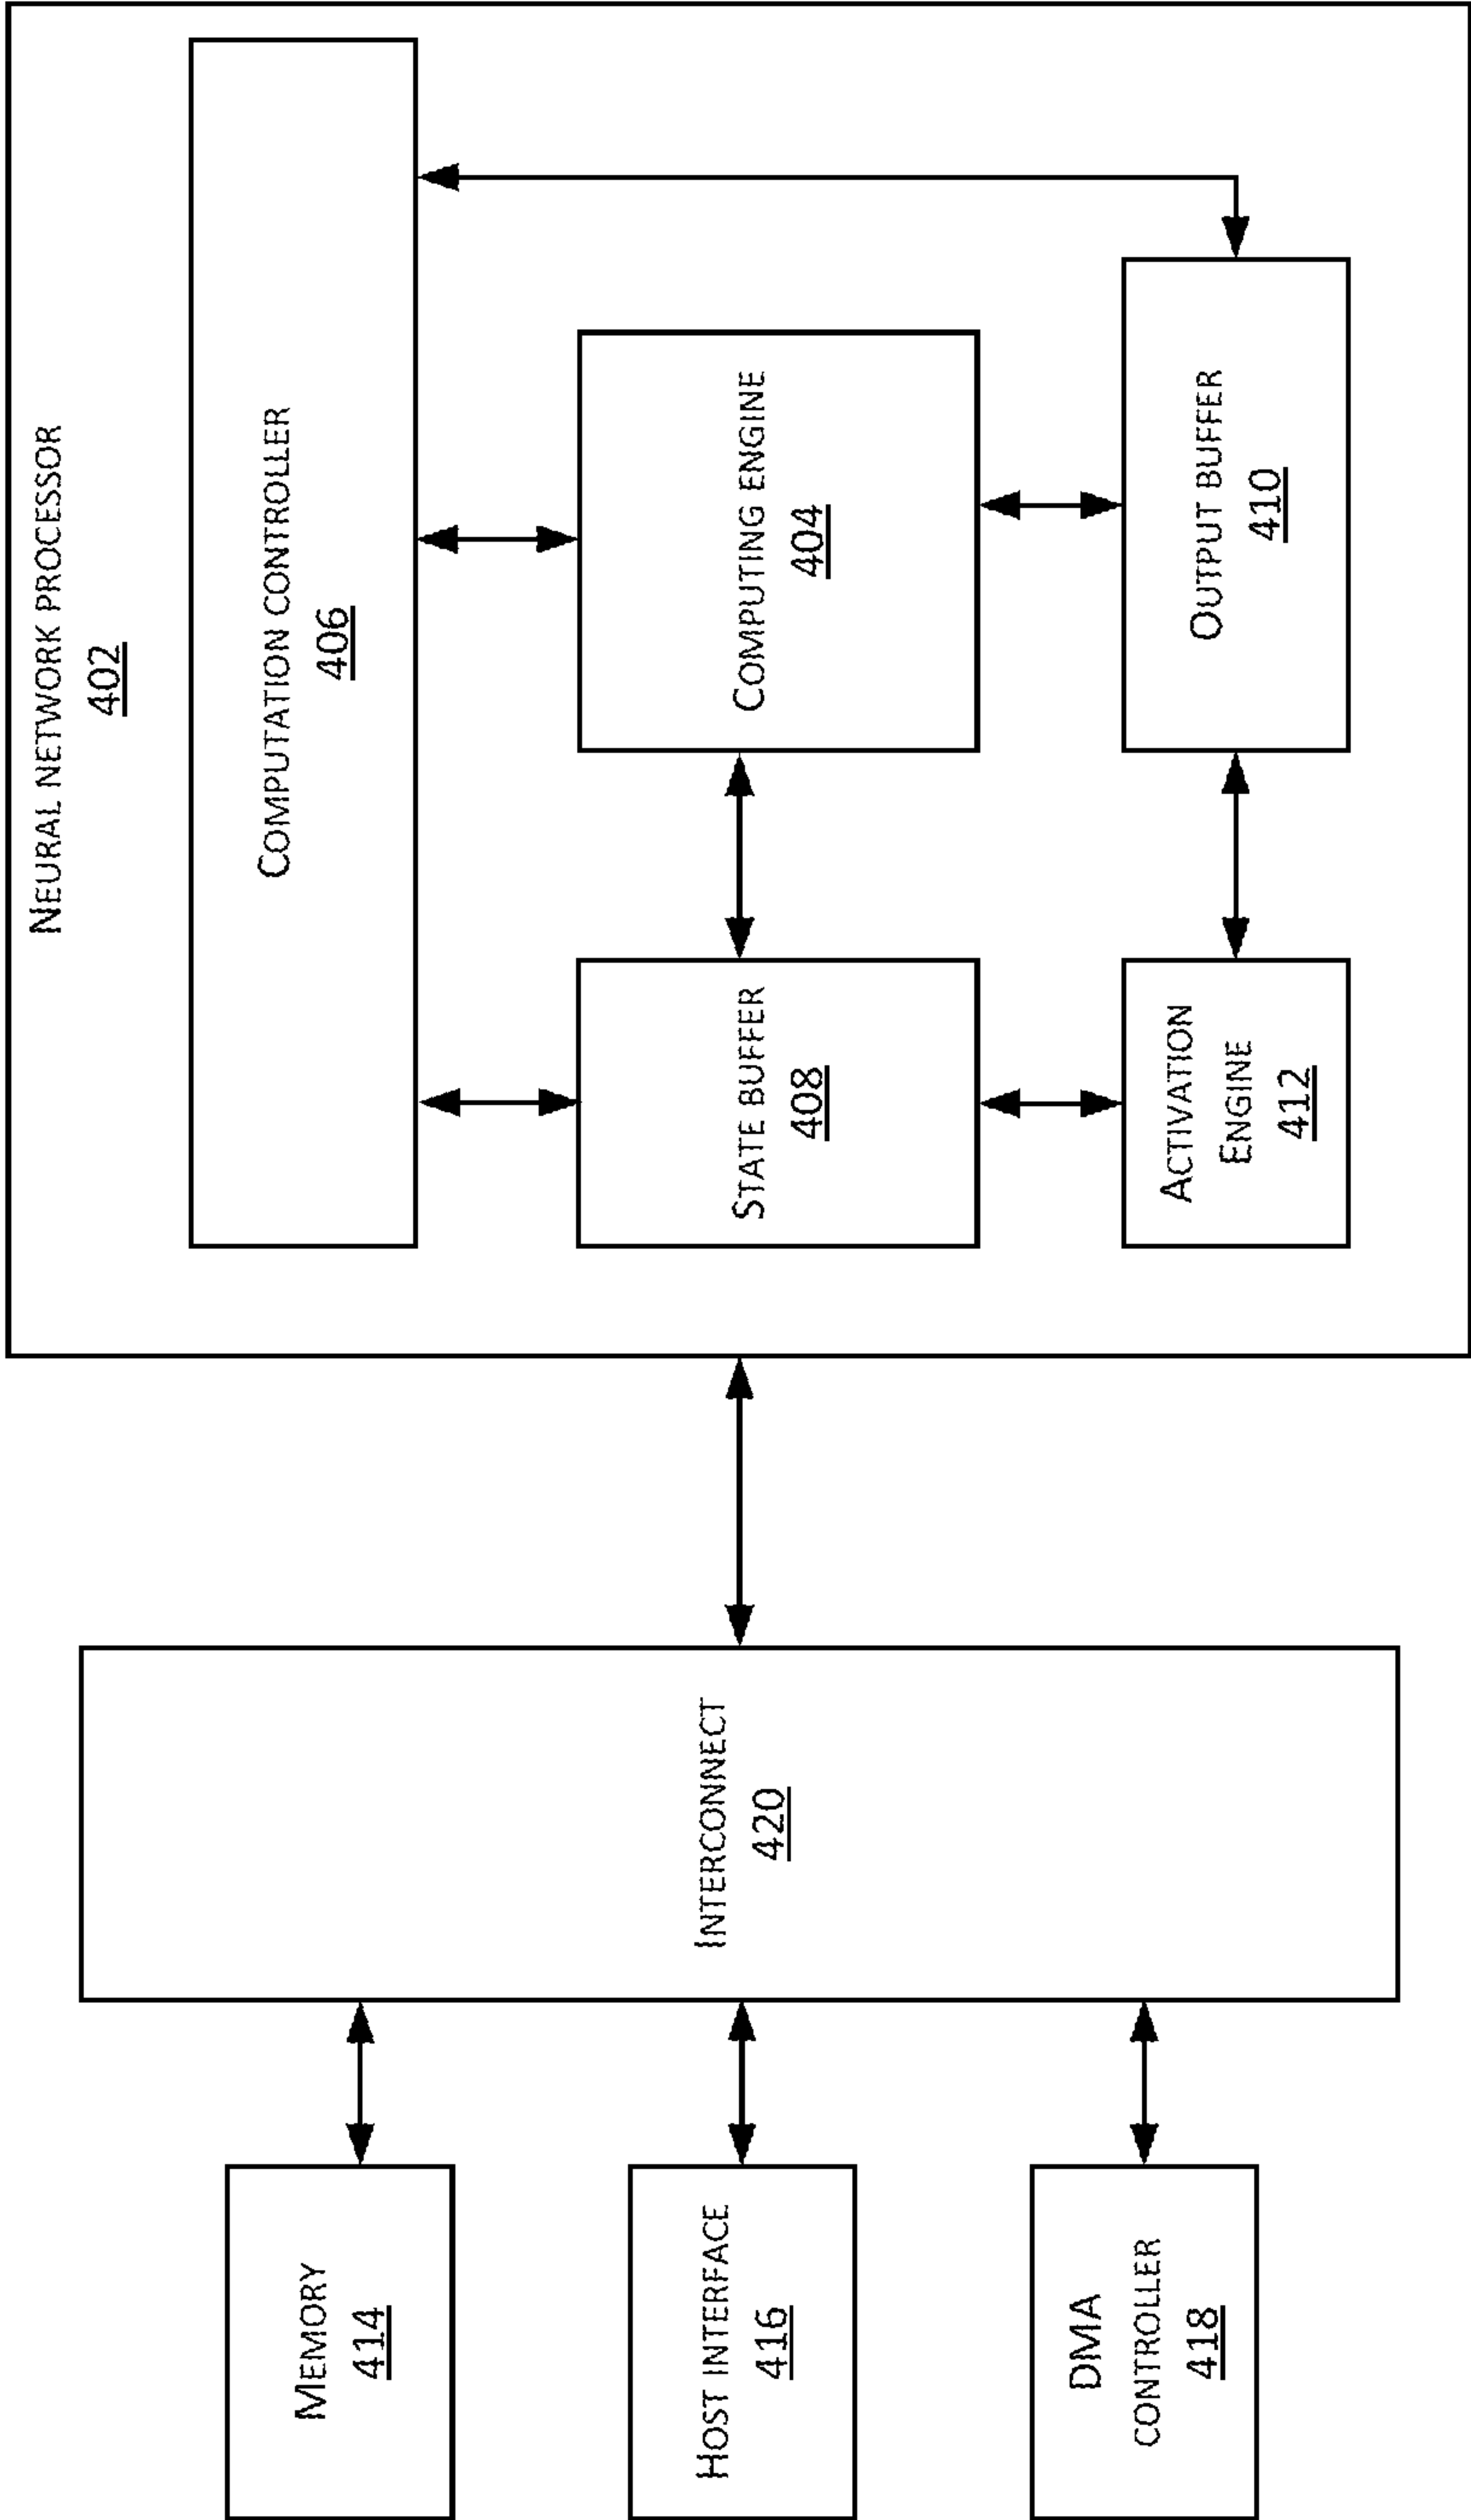 MEMORY
414
HOST INTERFACE
416
DMA
CONTROLLER
418
INTERCONNECT
420
NEURAL NETWORK PROCESSOR
402
COMPUTATION CONTROLLER
406
STATE BUFFER
408
COMPUTING ENGINE
404
ACTIVATION
ENGINE
412
OUTPUT BUFFER
410